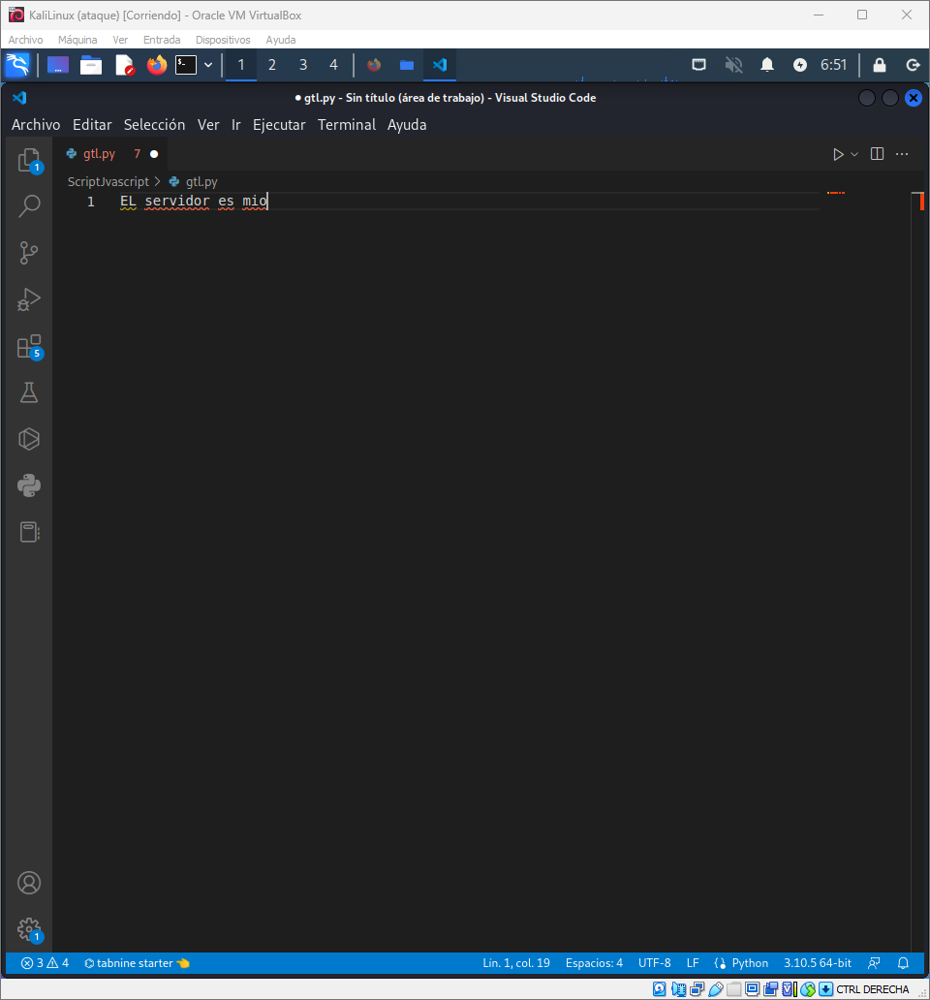 KaliLinux (ataque) [Corriendo] - Oracle VM VirtualBox
Archivo Máquina Ver Entrada Dispositivos Ayuda
1 2 3 4 6:51
● gtl.py - Sin título (área de trabajo) - Visual Studio Code
Archivo Editar Selección Ver Ir Ejecutar Terminal Ayuda
1
gtl.py 7 ●
ScriptJvascript > gtl.py
1 EL servidor es mio
5
1
3 4 tabnine starter Lín. 1, col. 19 Espacios: 4 UTF-8 LF Python 3.10.5 64-bit
CTRL DERECHA